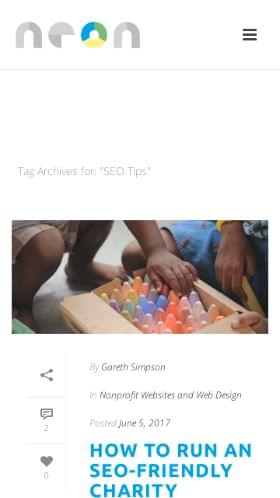 neon
Tag Archives for: "SEO Tips"
By Gareth Simpson
In Nonprofit Websites and Web Design
2
Posted June 5, 2017
0
HOW TO RUN AN
SEO-FRIENDLY
CHARITY